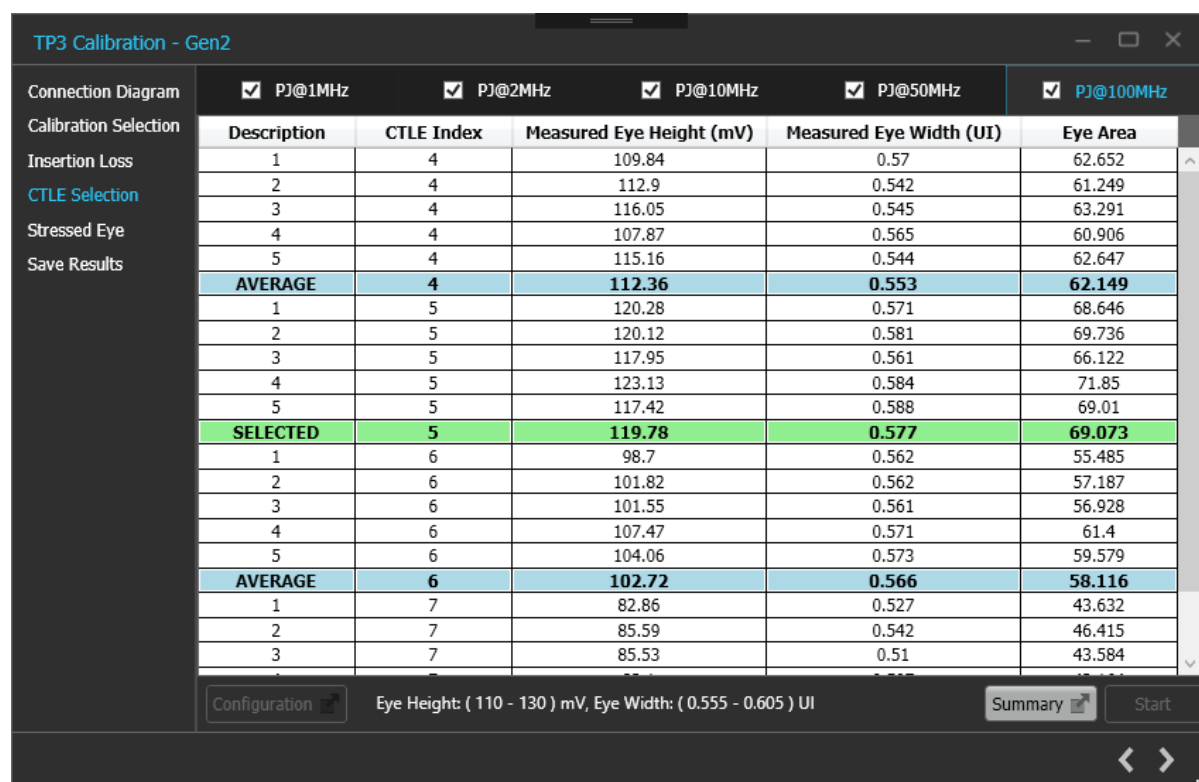 TP3 Calibration - Gen2
Connection Diagram
Calibration Selection
Insertion Loss
CTLE Selection
Stressed Eye
Save Results
PJ@1MHz PJ@2MHz PJ@10MHz PJ@50MHz PJ@100MHz
Description CTLE Index Measured Eye Height (mV) Measured Eye Width (UI) Eye Area
1 4 109.84 0.57 62.652
2 4 112.9 0.542 61.249
3 4 116.05 0.545 63.291
4 4 107.87 0.565 60.906
5 4 115.16 0.544 62.647
AVERAGE 4 112.36 0.553 62.149
1 5 120.28 0.571 68.646
2 5 120.12 0.581 69.736
3 5 117.95 0.561 66.122
4 5 123.13 0.584 71.85
5 5 117.42 0.588 69.01
SELECTED 5 119.78 0.577 69.073
1 6 98.7 0.562 55.485
2 6 101.82 0.562 57.187
3 6 101.55 0.561 56.928
4 6 107.47 0.571 61.4
5 6 104.06 0.573 59.579
AVERAGE 6 102.72 0.566 58.116
1 7 82.86 0.527 43.632
2 7 85.59 0.542 46.415
3 7 85.53 0.51 43.584
Configuration Eye Height: ( 110 - 130 ) mV, Eye Width: ( 0.555 - 0.605 ) UI Summary Start